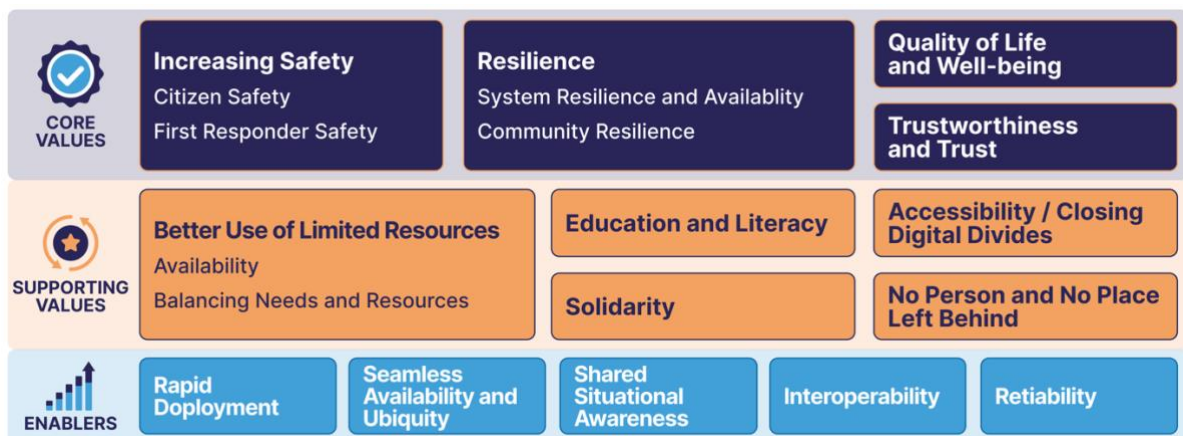 CORE
VALUES
Increasing Safety
Citizen Safety
First Responder Safety
Resilience
System Resilience and Availablity
Community Resilience
Quality of Life
and Well-being
Trustworthiness
and Trust
SUPPORTING
VALUES
Better Use of Limited Resources
Availability
Balancing Needs and Resources
Education and Literacy
Solidarity
Accessibility / Closing
Digital Divides
No Person and No Place
Left Behind
ENABLERS
Rapid
Doployment
Seamless
Availability and
Ubiquity
Shared
Situational
Awareness
Interoperability
Retiability